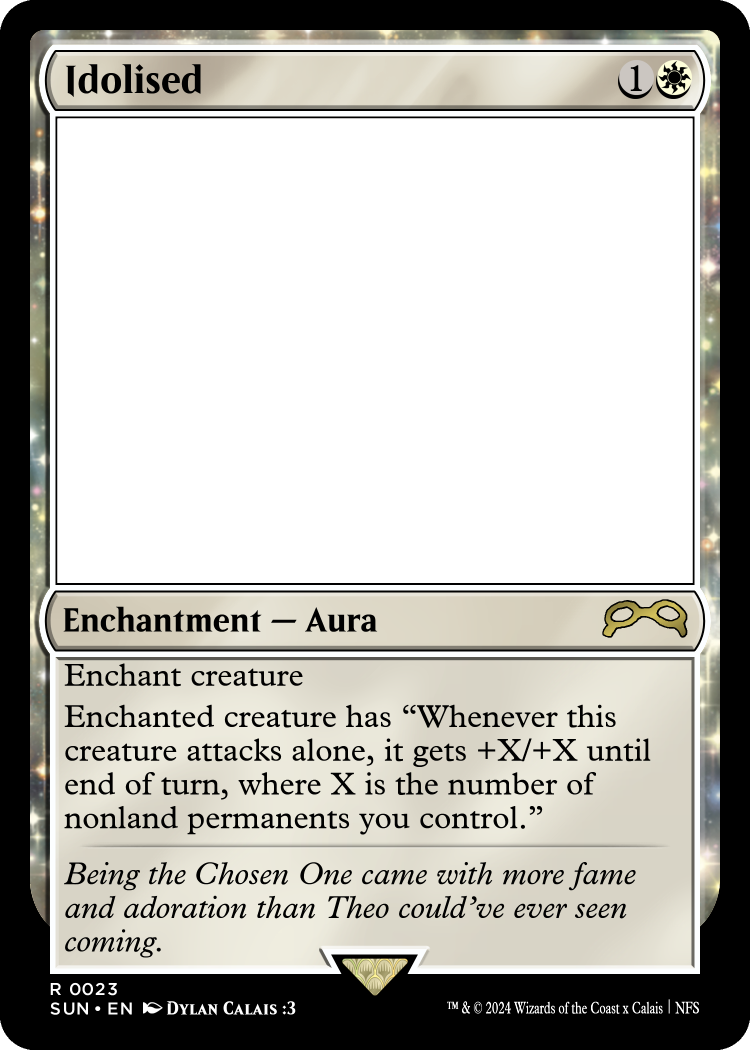 Idolised 1
Enchantment — Aura
Enchant creature
Enchanted creature has “Whenever this
creature attacks alone, it gets +X/+X until
end of turn, where X is the number of
nonland permanents you control.”
Being the Chosen One came with more fame
and adoration than Theo could’ve ever seen
coming.
R 0023
SUN • EN Dylan Calais :3
™ & © 2024 Wizards of the Coast x Calais | NFS